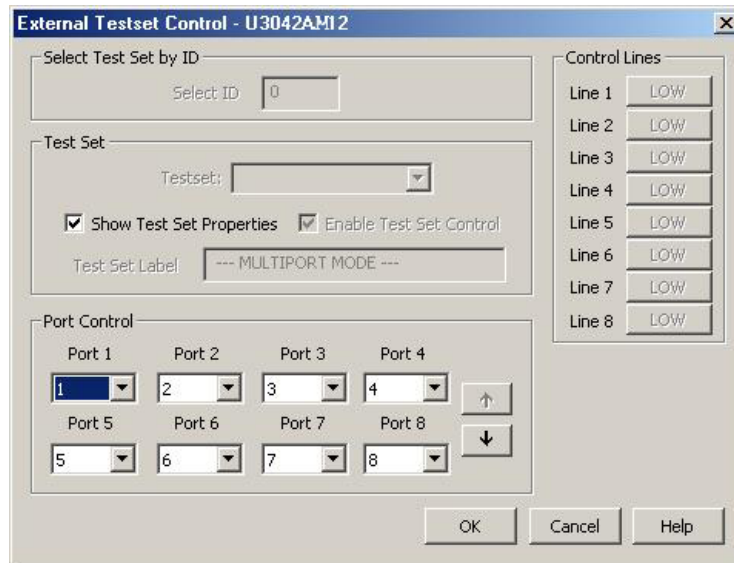 External Testset Control - U3042AM12
Select Test Set by ID
Select ID 0
Test Set
Testset:
Show Test Set Properties Enable Test Set Control
Test Set Label --- MULTIPORT MODE ---
Port Control
Port 1 Port 2 Port 3 Port 4
1 2 3 4
Port 5 Port 6 Port 7 Port 8
5 6 7 8
Control Lines
Line 1 LOW
Line 2 LOW
Line 3 LOW
Line 4 LOW
Line 5 LOW
Line 6 LOW
Line 7 LOW
Line 8 LOW
OK Cancel Help